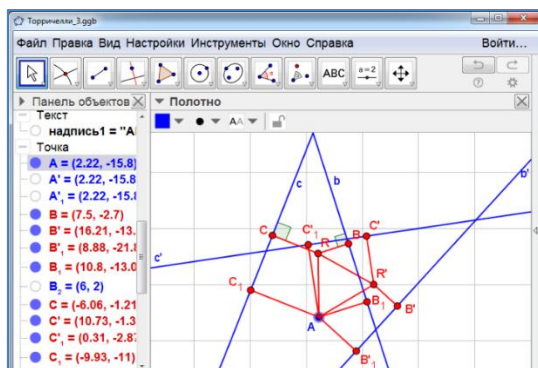 Торричелли_3.ggb
Файл Правка Вид Настройки Инструменты Окно Справка
Войти...
ABC
a=2
Панель объектов
Полотно
Текст
надпись1 = "А
AA
Точка
A = (2.22, -15.8)
A' = (2.22, -15.8
A'₁ = (2.22, -15.8
B = (7.5, -2.7)
B' = (16.21, -13.
B'₁ = (8.88, -21.8
B₁ = (10.8, -13.0
B₂ = (6, 2)
C = (-6.06, -1.21
C' = (10.73, -1.3
C'₁ = (0.31, -2.87
C₁ = (-9.93, -11)
c
b
b'
C
C'₁
R
B
C'
c'
C₁
R'
B₁
B'
A
B'₁